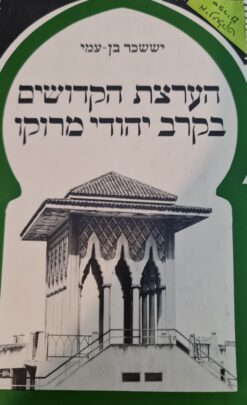 יששכר בן-עמי
הערצת הקדושים
בקרב יהודי מרוקו